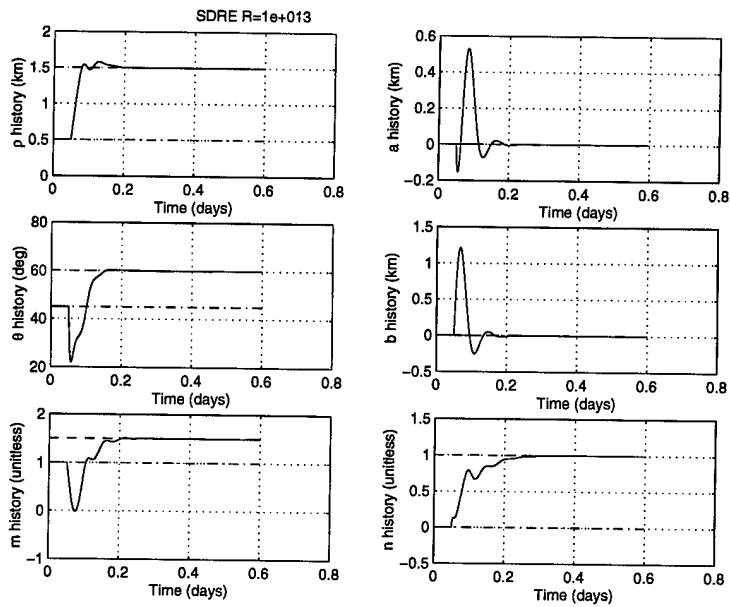 SDRE R=1e+013
2
1.5
1
0.5
0
0 0.2 0.4 0.6 0.8
ρ history (km)
Time (days)
0.6
0.4
0.2
0
−0.2
0 0.2 0.4 0.6 0.8
a history (km)
Time (days)
80
60
40
20
0 0.2 0.4 0.6 0.8
θ history (deg)
Time (days)
1.5
1
0.5
0
−0.5
0 0.2 0.4 0.6 0.8
b history (km)
Time (days)
2
1
0
−1
0 0.2 0.4 0.6 0.8
m history (unitless)
Time (days)
1.5
1
0.5
0
−0.5
0 0.2 0.4 0.6 0.8
n history (unitless)
Time (days)